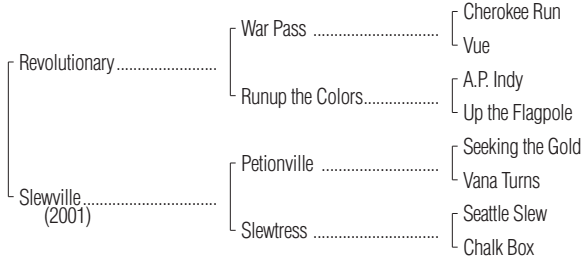 Cherokee Run
War Pass ........................
Vue
Revolutionary ........................
A.P. Indy
Runup the Colors ..................
Up the Flagpole
Seeking the Gold
Petionville ........................
Vana Turns
Slewville ................................
(2001)
Seattle Slew
Slewtress ........................
Chalk Box